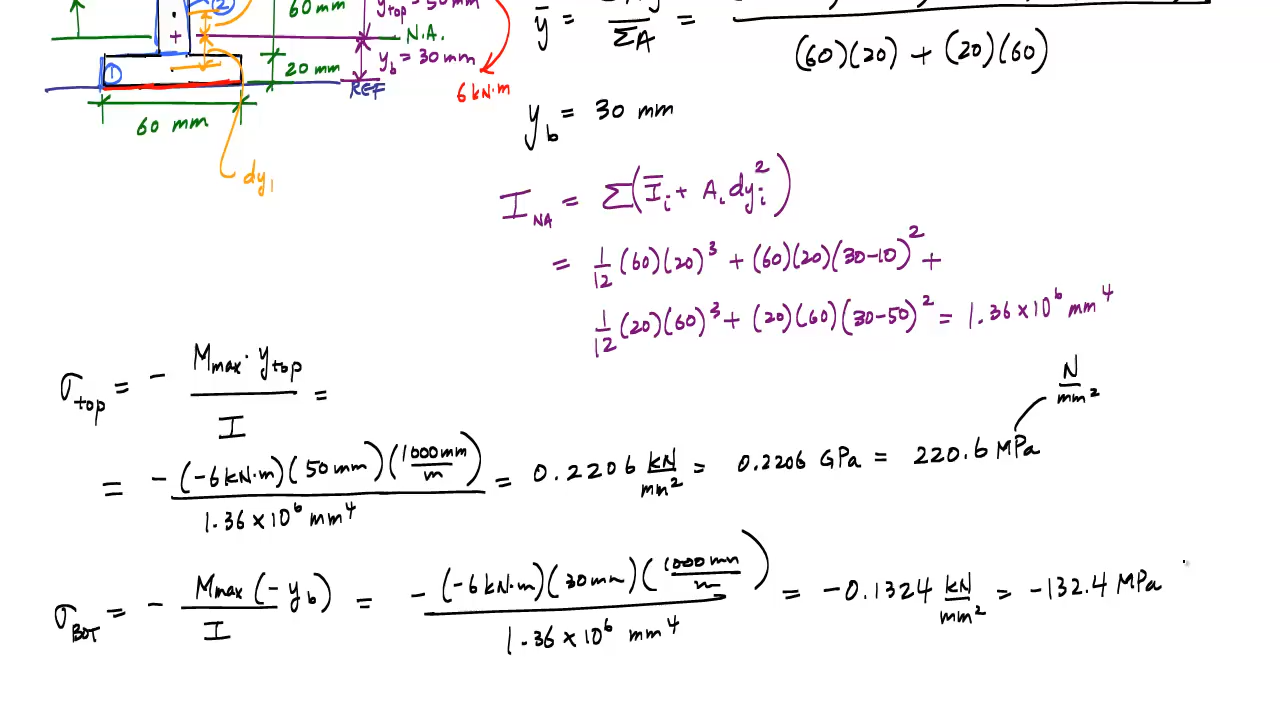 ②
60 mm
y_top = 50 mm
N.A.
y_b = 30 mm
①
20 mm
REF
6 kN·m
60 mm
dy₁
ȳ = ΣAy / ΣA =
(60)(20) + (20)(60)
y_b = 30 mm
I_NA = Σ(Ī_i + A_i dy_i²)
= 1/12 (60)(20)³ + (60)(20)(30-10)² +
1/12 (20)(60)³ + (20)(60)(30-50)² = 1.36 × 10⁶ mm⁴
σ_top = - M_max · y_top / I =
N/mm²
= -(-6 kN·m)(50 mm)(1000 mm/m) / 1.36 × 10⁶ mm⁴ = 0.2206 kN/mm² = 0.2206 GPa = 220.6 MPa
σ_BOT = - M_max (-y_b) / I = -(-6 kN·m)(30 mm)(1000 mm/m) / 1.36 × 10⁶ mm⁴ = -0.1324 kN/mm² = -132.4 MPa